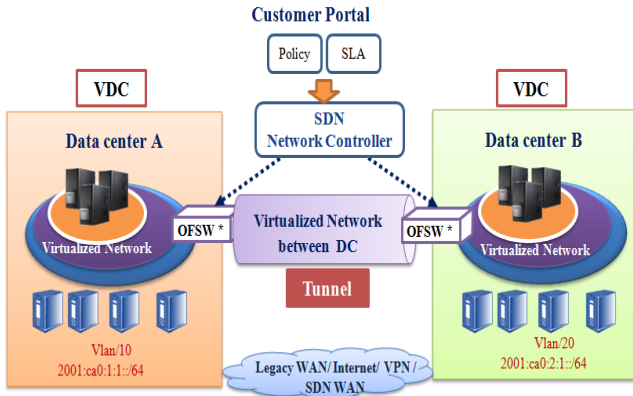 Customer Portal
Policy
SLA
VDC
VDC
SDN
Network Controller
Data center A
Data center B
Virtualized Network
OFSW *
Virtualized Network
between DC
OFSW *
Virtualized Network
Tunnel
Vlan/10
2001:ca0:1:1::/64
Vlan/20
2001:ca0:2:1::/64
Legacy WAN/ Internet/ VPN /
SDN WAN